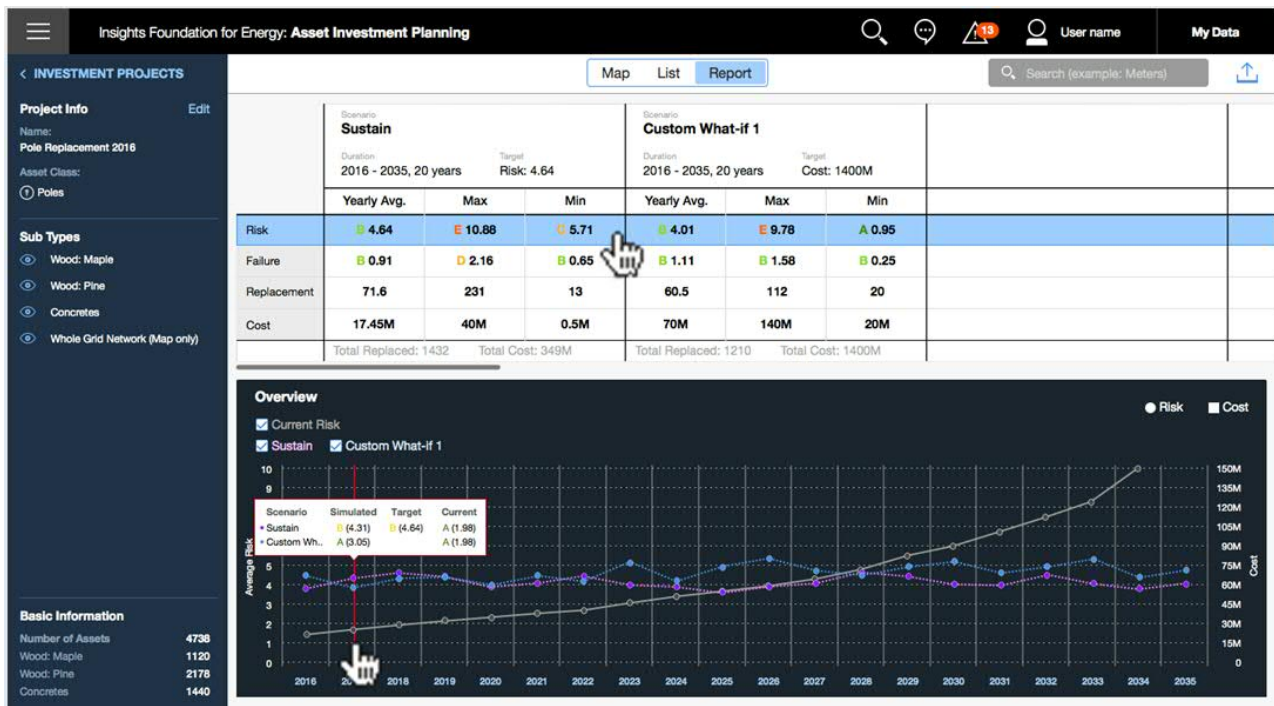 Insights Foundation for Energy: Asset Investment Planning
13
User name
My Data
< INVESTMENT PROJECTS
Map List Report
Search (example: Meters)
Project Info Edit
Name:
Pole Replacement 2016
Asset Class:
Poles
Sub Types
Wood: Maple
Wood: Pine
Concretes
Whole Grid Network (Map only)
Basic Information
Number of Assets 4738
Wood: Maple 1120
Wood: Pine 2178
Concretes 1440
Scenario Scenario
Sustain Custom What-if 1
Duration Target Duration Target
2016 - 2035, 20 years Risk: 4.64 2016 - 2035, 20 years Cost: 1400M
Yearly Avg. Max Min Yearly Avg. Max Min
Risk B 4.64 E 10.88 C 5.71 B 4.01 E 9.78 A 0.95
Failure B 0.91 D 2.16 B 0.65 B 1.11 B 1.58 B 0.25
Replacement 71.6 231 13 60.5 112 20
Cost 17.45M 40M 0.5M 70M 140M 20M
Total Replaced: 1432 Total Cost: 349M Total Replaced: 1210 Total Cost: 1400M
Overview
Risk Cost
Current Risk
Sustain Custom What-if 1
10 150M
9 135M
120M
105M
90M
5 75M
4 60M
3 45M
2 30M
1 15M
0 0
Average Risk
Cost
Scenario Simulated Target Current
Sustain (4.31) (4.64) A (1.98)
Custom Wh.. A (3.05) A (1.98)
2016 2018 2019 2020 2021 2022 2023 2024 2025 2026 2027 2028 2029 2030 2031 2032 2033 2034 2035